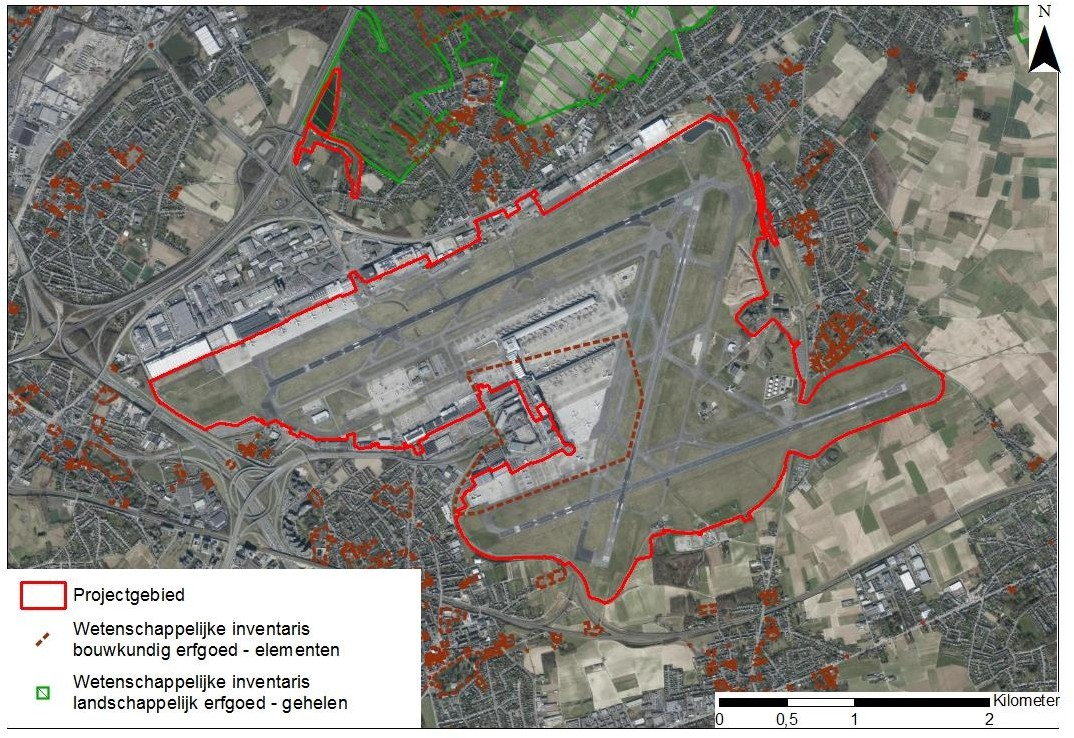 N
Projectgebied
Wetenschappelijke inventaris
bouwkundig erfgoed - elementen
Wetenschappelijke inventaris
landschappelijk erfgoed - gehelen
Kilometer
0 0,5 1 2